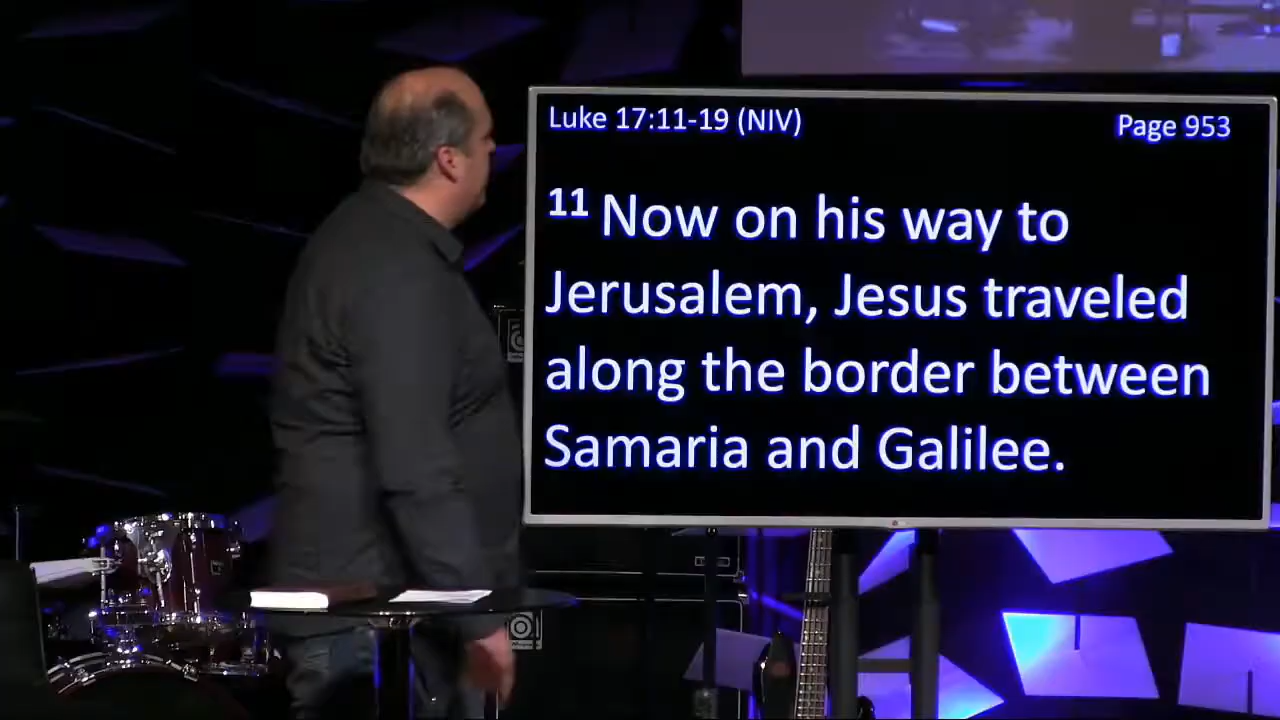 Luke 17:11-19 (NIV) Page 953
11 Now on his way to
Jerusalem, Jesus traveled
along the border between
Samaria and Galilee.